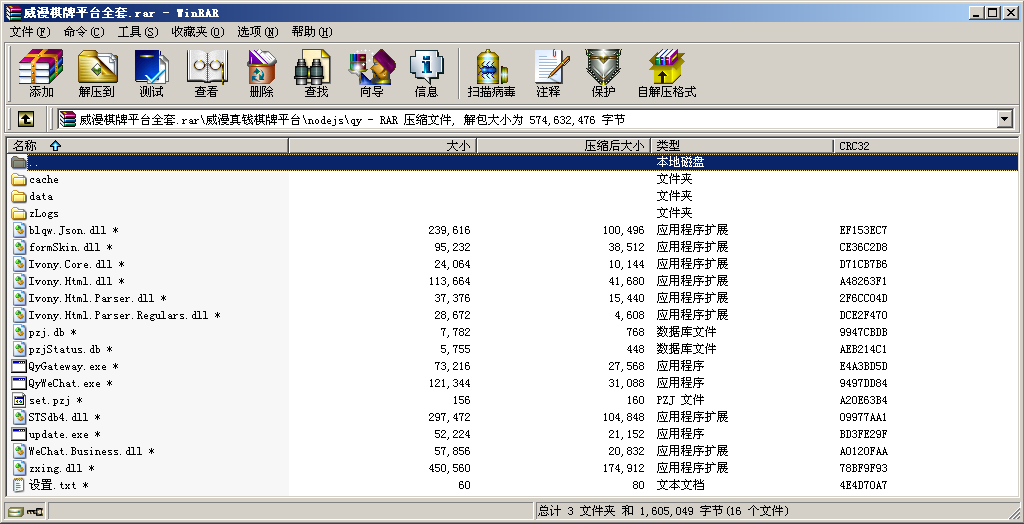 威漫棋牌平台全套.rar - WinRAR
文件(F) 命令(C) 工具(S) 收藏夹(O) 选项(N) 帮助(H)
添加 解压到 测试 查看 删除 查找 向导 信息 扫描病毒 注释 保护 自解压格式
威漫棋牌平台全套.rar\威漫真钱棋牌平台\nodejs\qy - RAR 压缩文件, 解包大小为 574,632,476 字节
名称 大小 压缩后大小 类型 CRC32
.. 本地磁盘
cache 文件夹
data 文件夹
zLogs 文件夹
blqw.Json.dll * 239,616 100,496 应用程序扩展 EF153EC7
formSkin.dll * 95,232 38,512 应用程序扩展 CE36C2D8
Ivony.Core.dll * 24,064 10,144 应用程序扩展 D71CB7B6
Ivony.Html.dll * 113,664 41,680 应用程序扩展 A48263F1
Ivony.Html.Parser.dll * 37,376 15,440 应用程序扩展 2F6CC04D
Ivony.Html.Parser.Regulars.dll * 28,672 4,608 应用程序扩展 DCE2F470
pzj.db * 7,782 768 数据库文件 9947CBDB
pzjStatus.db * 5,755 448 数据库文件 AEB214C1
QyGateway.exe * 73,216 27,568 应用程序 E4A3BD5D
QyWeChat.exe * 121,344 31,088 应用程序 9497DD84
set.pzj * 156 160 PZJ 文件 A20E63B4
STSdb4.dll * 297,472 104,848 应用程序扩展 09977AA1
update.exe * 52,224 21,152 应用程序 BD3FE29F
WeChat.Business.dll * 57,856 20,832 应用程序扩展 A0120FAA
zxing.dll * 450,560 174,912 应用程序扩展 78BF9F93
设置.txt * 60 80 文本文档 4E4D70A7
总计 3 文件夹 和 1,605,049 字节(16 个文件)